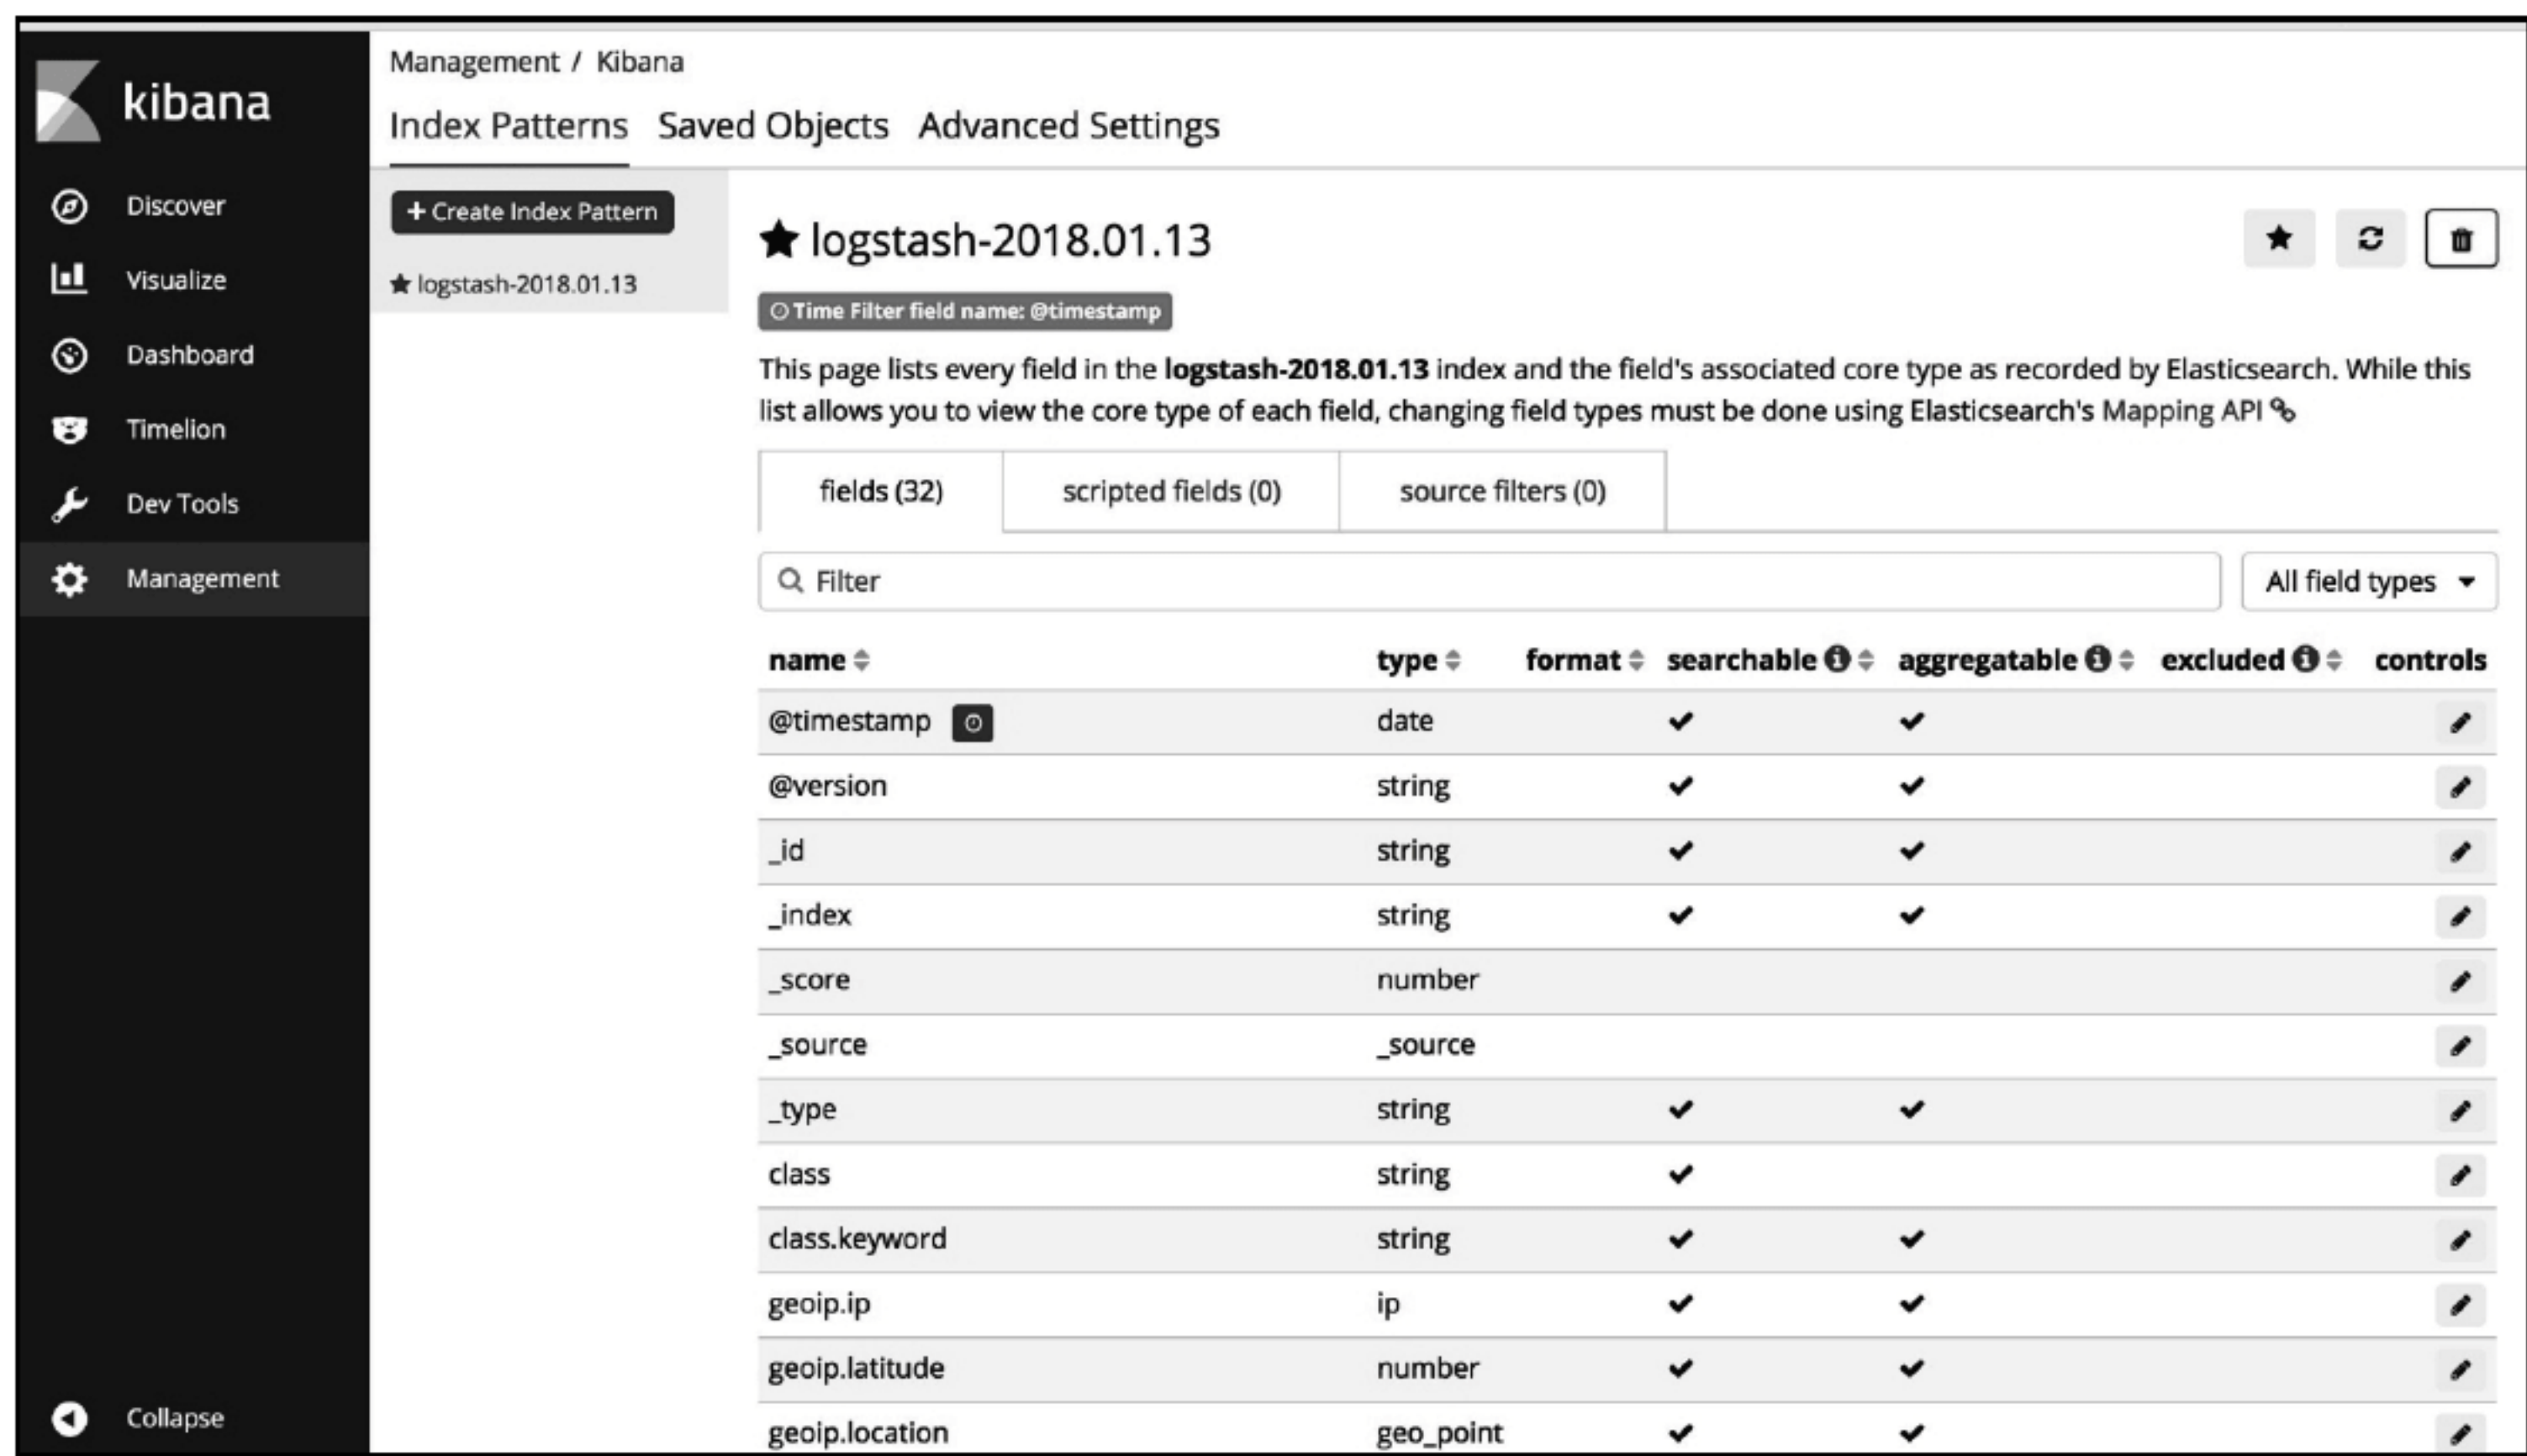 kibana
Discover
Visualize
Dashboard
Timelion
Dev Tools
Management
Collapse
Management / Kibana
Index Patterns Saved Objects Advanced Settings
+ Create Index Pattern
★ logstash-2018.01.13
★ logstash-2018.01.13
Time Filter field name: @timestamp
This page lists every field in the logstash-2018.01.13 index and the field's associated core type as recorded by Elasticsearch. While this
list allows you to view the core type of each field, changing field types must be done using Elasticsearch's Mapping API
fields (32) scripted fields (0) source filters (0)
Filter All field types
name type format searchable aggregatable excluded controls
@timestamp date ✔ ✔
@version string ✔ ✔
_id string ✔ ✔
_index string ✔ ✔
_score number
_source _source
_type string ✔ ✔
class string ✔
class.keyword string ✔ ✔
geoip.ip ip ✔ ✔
geoip.latitude number ✔ ✔
geoip.location geo_point ✔ ✔